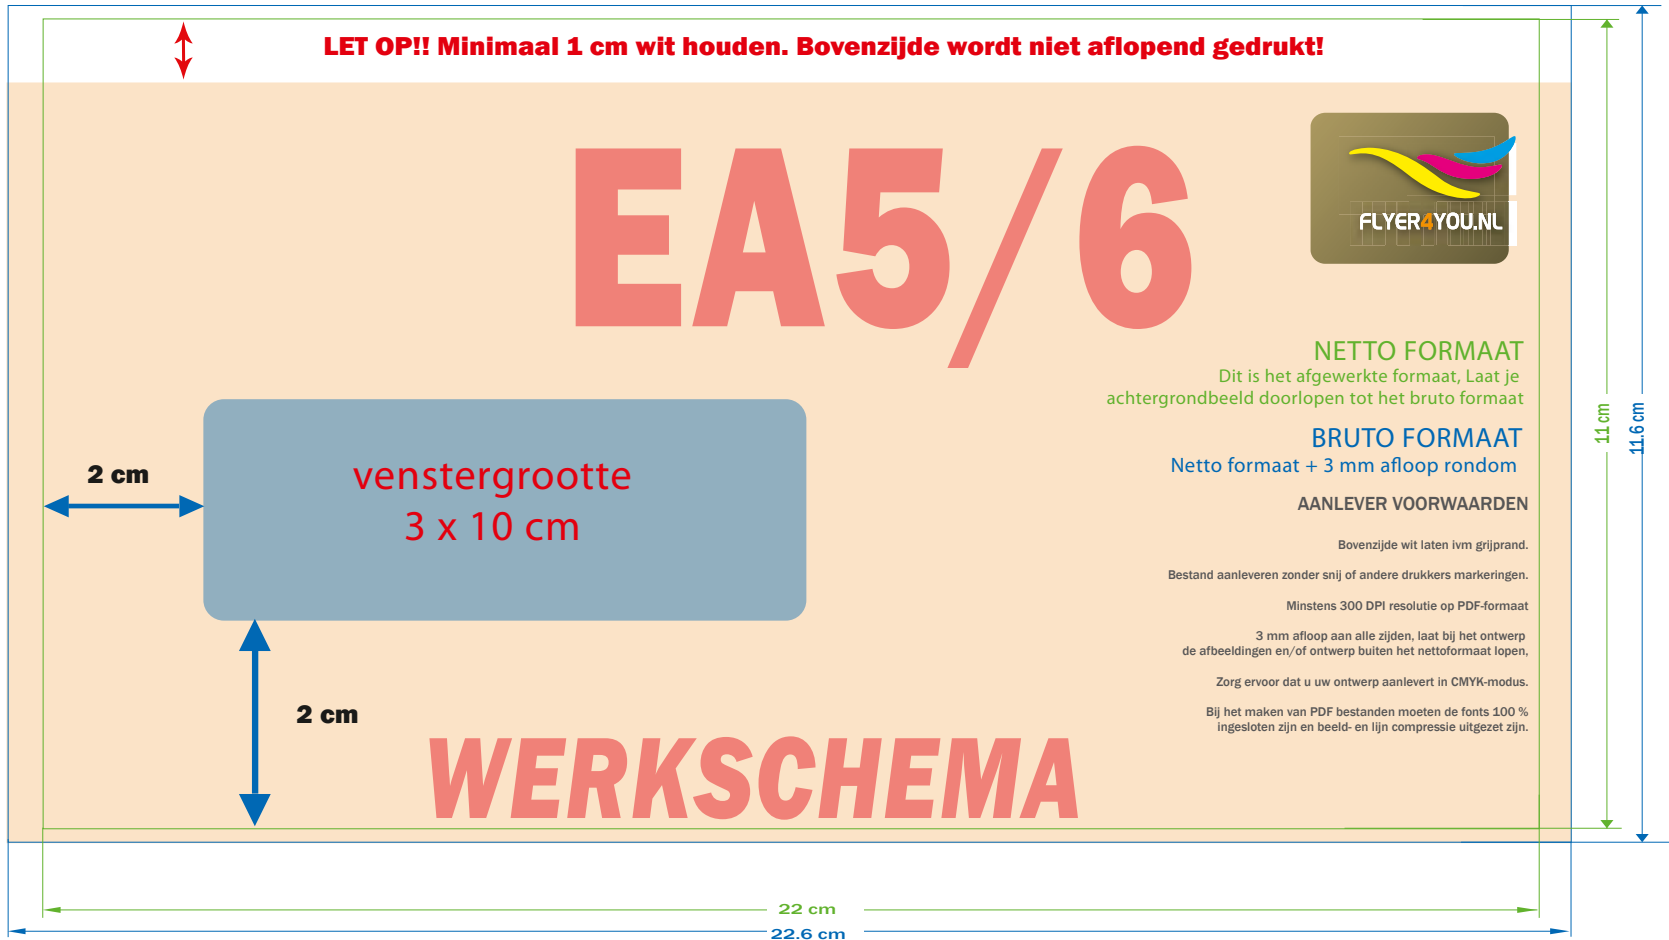 LET OP!! Minimaal 1 cm wit houden. Bovenzijde wordt niet aflopend gedrukt!
EA5/6
FLYER4YOU.NL
NETTO FORMAAT
Dit is het afgewerkte formaat, Laat je
achtergrondbeeld doorlopen tot het bruto formaat
BRUTO FORMAAT
Netto formaat + 3 mm afloop rondom
11 cm
11.6 cm
2 cm
venstergrootte
3 x 10 cm
AANLEVER VOORWAARDEN
Bovenzijde wit laten ivm grijprand.
Bestand aanleveren zonder snij of andere drukkers markeringen.
Minstens 300 DPI resolutie op PDF-formaat
3 mm afloop aan alle zijden, laat bij het ontwerp
de afbeeldingen en/of ontwerp buiten het nettoformaat lopen,
Zorg ervoor dat u uw ontwerp aanlevert in CMYK-modus.
Bij het maken van PDF bestanden moeten de fonts 100 %
ingesloten zijn en beeld- en lijn compressie uitgezet zijn.
2 cm
WERKSCHEMA
22 cm
22.6 cm